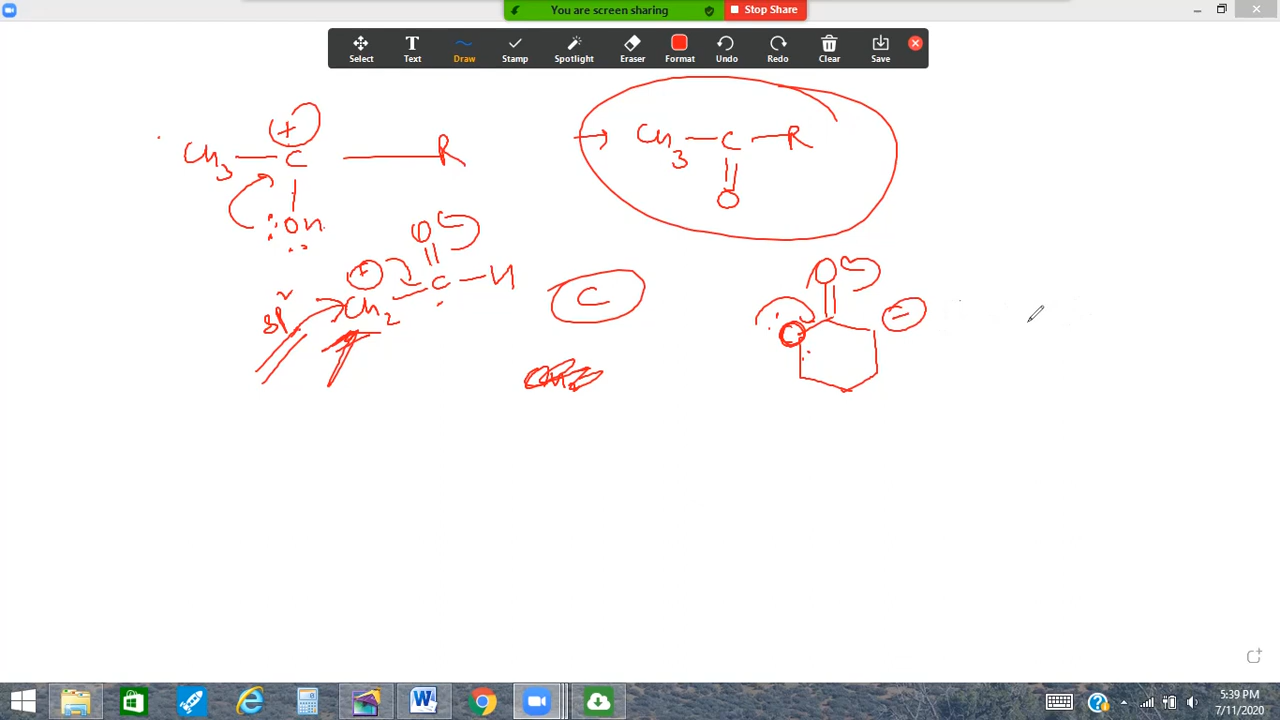 You are screen sharing
Stop Share
Select
Text
Draw
Stamp
Spotlight
Eraser
Format
Undo
Redo
Clear
Save
+
CH3 — C — R
:OH
→ CH3 — C — R
O
O
+
CH2 — C — H
sp2
C
O
O
−
5:39 PM
7/11/2020